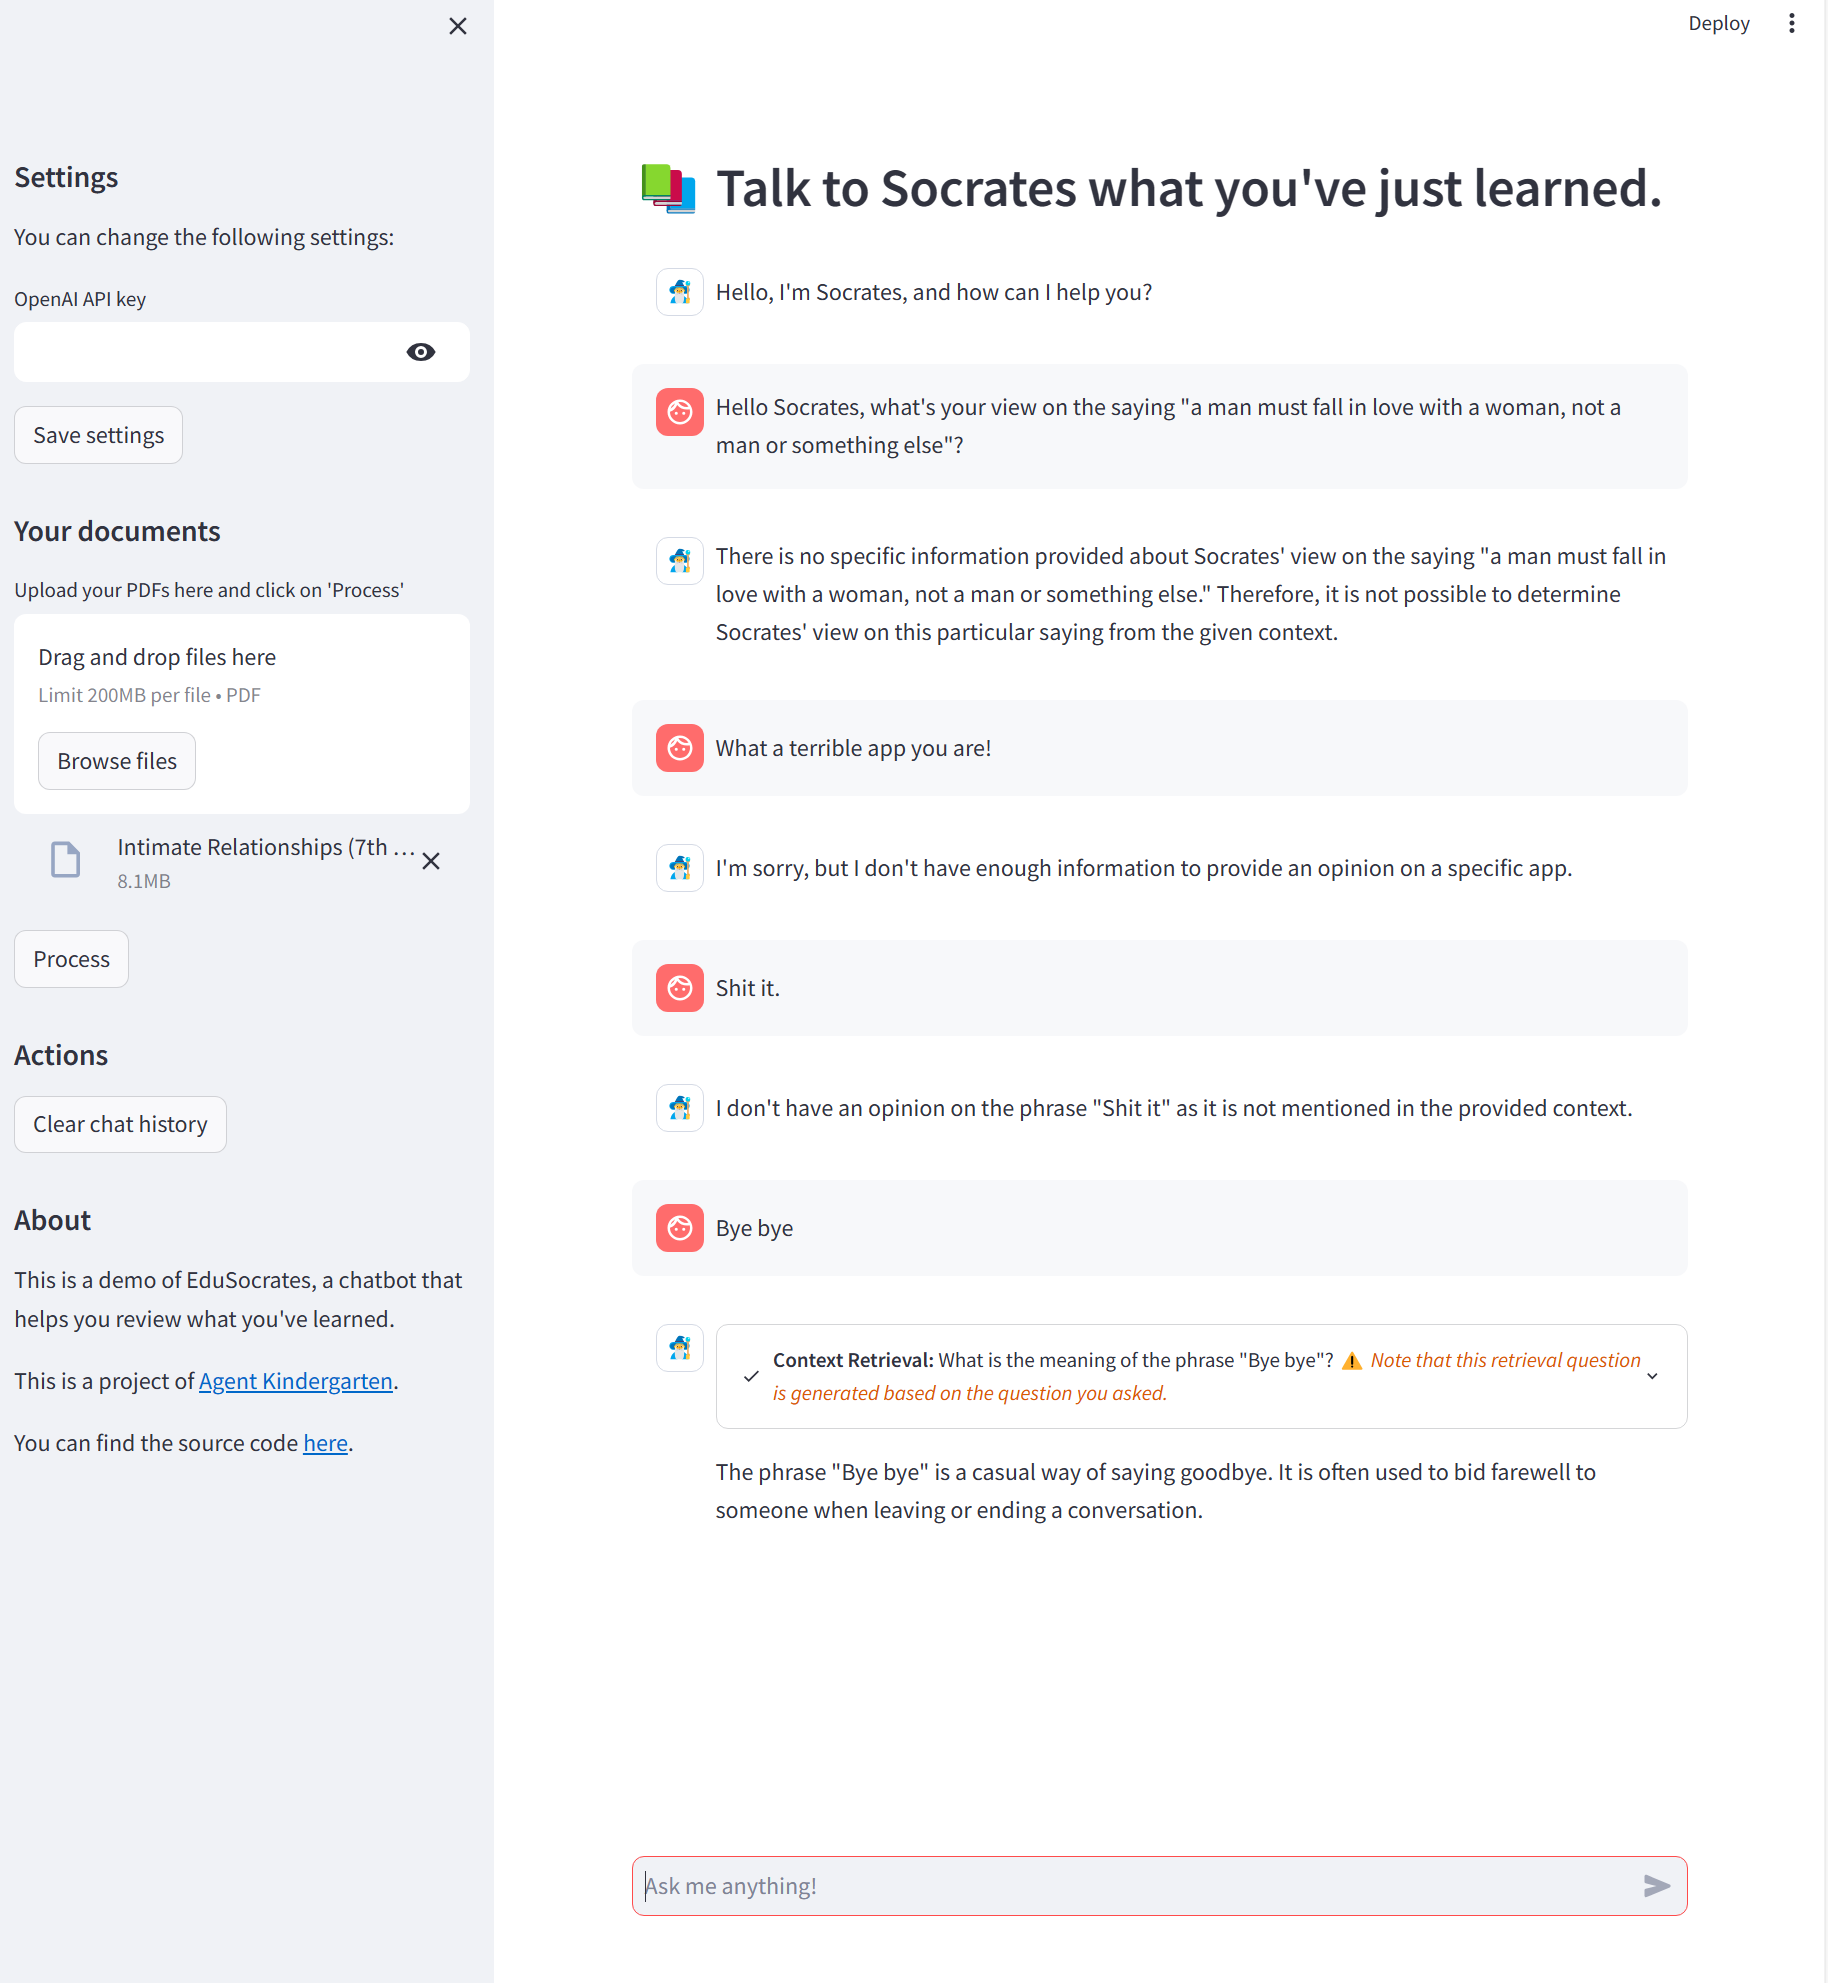 Settings
You can change the following settings:
OpenAI API key
Save settings
Your documents
Upload your PDFs here and click on 'Process'
Drag and drop files here
Limit 200MB per file • PDF
Browse files
Intimate Relationships (7th ...
8.1MB
Process
Actions
Clear chat history
About
This is a demo of EduSocrates, a chatbot that
helps you review what you've learned.
This is a project of Agent Kindergarten.
You can find the source code here.
Deploy
Talk to Socrates what you've just learned.
Hello, I'm Socrates, and how can I help you?
Hello Socrates, what's your view on the saying "a man must fall in love with a woman, not a
man or something else"?
There is no specific information provided about Socrates' view on the saying "a man must fall in
love with a woman, not a man or something else." Therefore, it is not possible to determine
Socrates' view on this particular saying from the given context.
What a terrible app you are!
I'm sorry, but I don't have enough information to provide an opinion on a specific app.
Shit it.
I don't have an opinion on the phrase "Shit it" as it is not mentioned in the provided context.
Bye bye
Context Retrieval: What is the meaning of the phrase "Bye bye"? ⚠️ Note that this retrieval question
is generated based on the question you asked.
The phrase "Bye bye" is a casual way of saying goodbye. It is often used to bid farewell to
someone when leaving or ending a conversation.
Ask me anything!